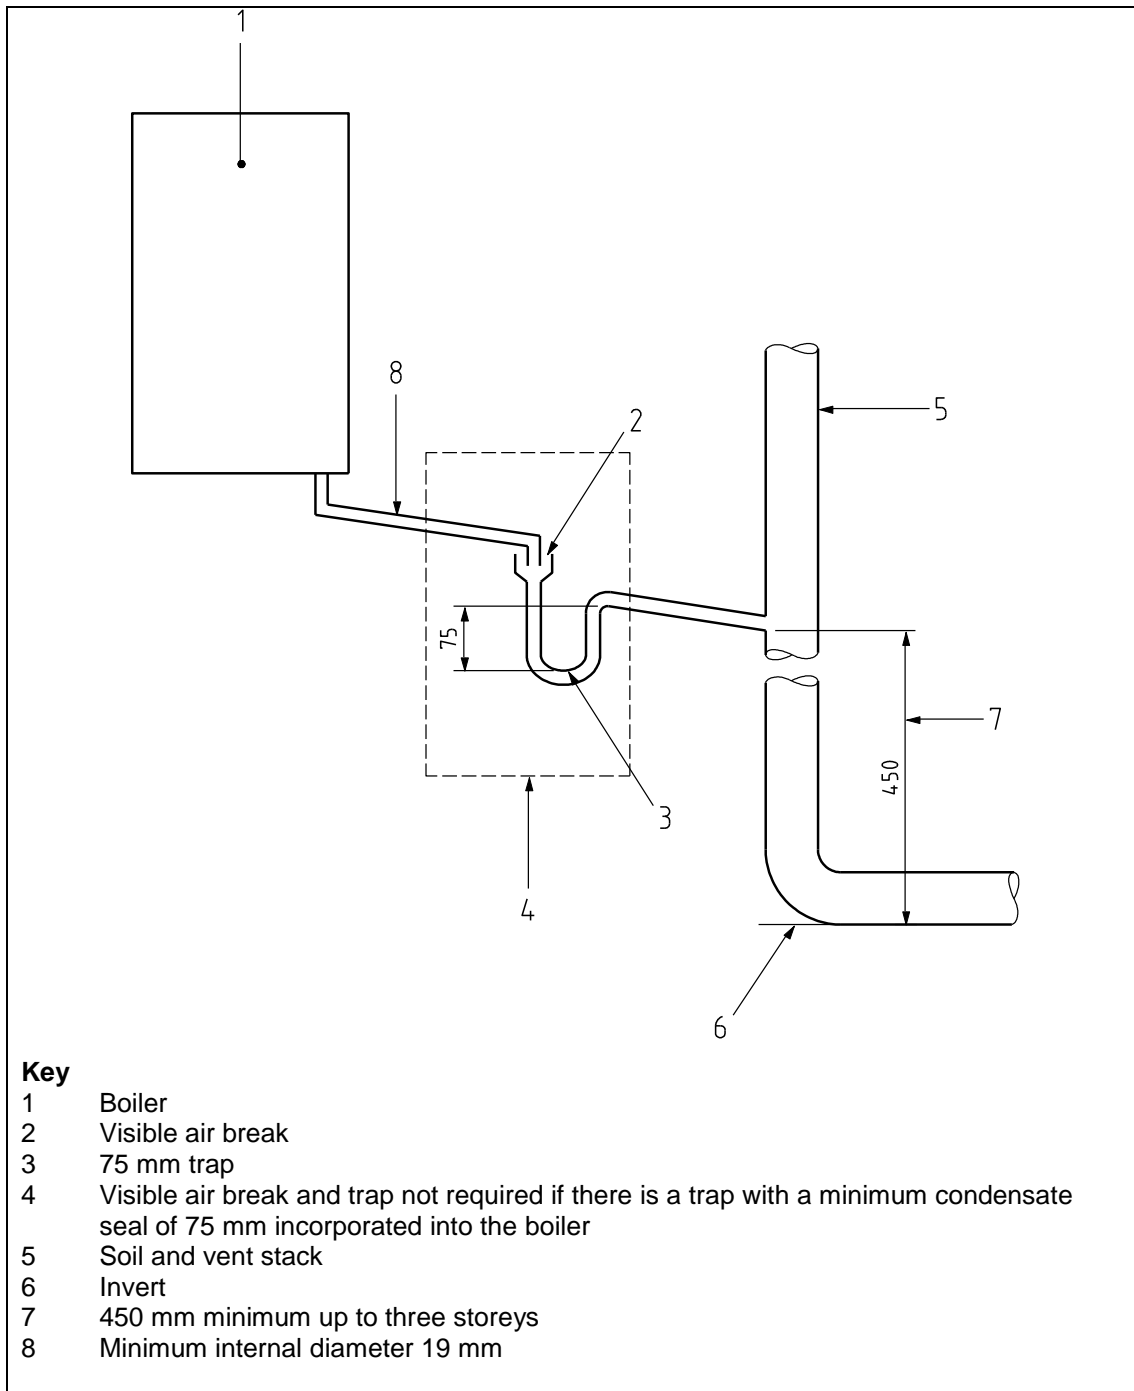 1
8
2
5
75
7
450
3
4
6
Key
1 Boiler
2 Visible air break
3 75 mm trap
4 Visible air break and trap not required if there is a trap with a minimum condensate
seal of 75 mm incorporated into the boiler
5 Soil and vent stack
6 Invert
7 450 mm minimum up to three storeys
8 Minimum internal diameter 19 mm